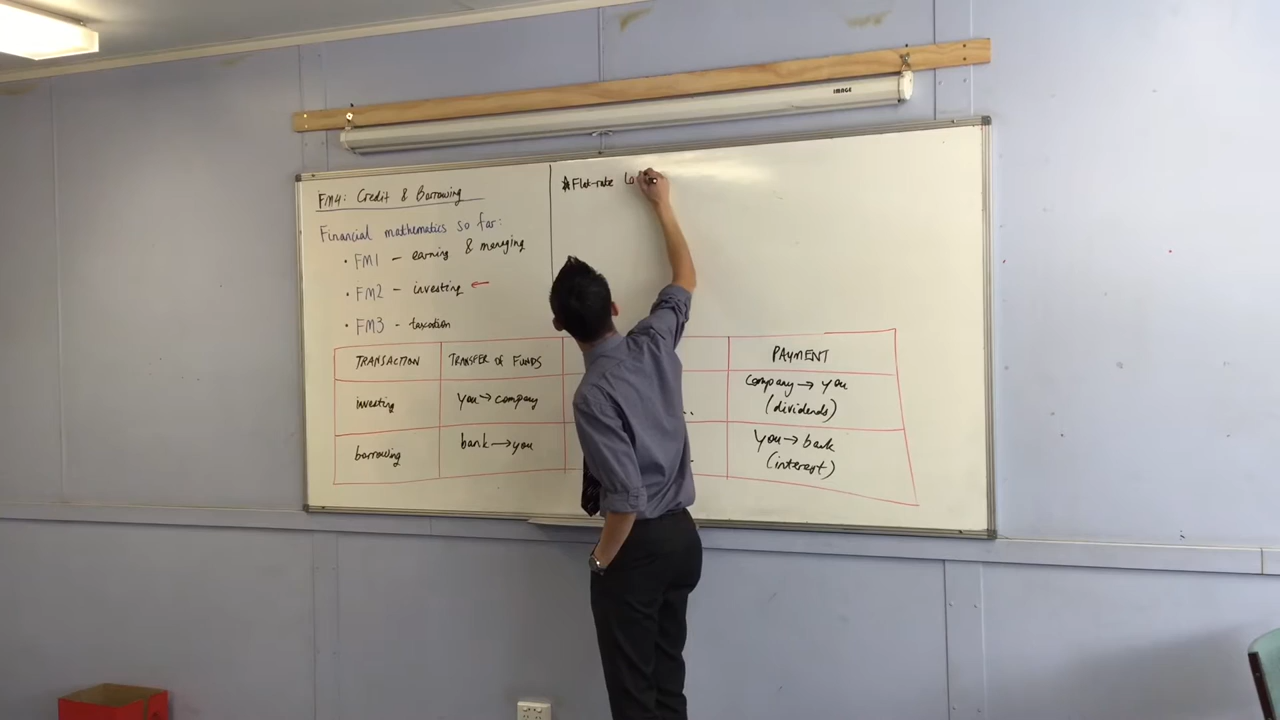 IMAGE
FM4: Credit & Borrowing
Financial mathematics so far:
• FM1 – earning & managing
• FM2 – investing ←
• FM3 – taxation
TRANSACTION TRANSFER OF FUNDS PAYMENT
investing you → company .. company → you
(dividends)
borrowing bank → you . you → bank
(interest)
* Flat-rate lo